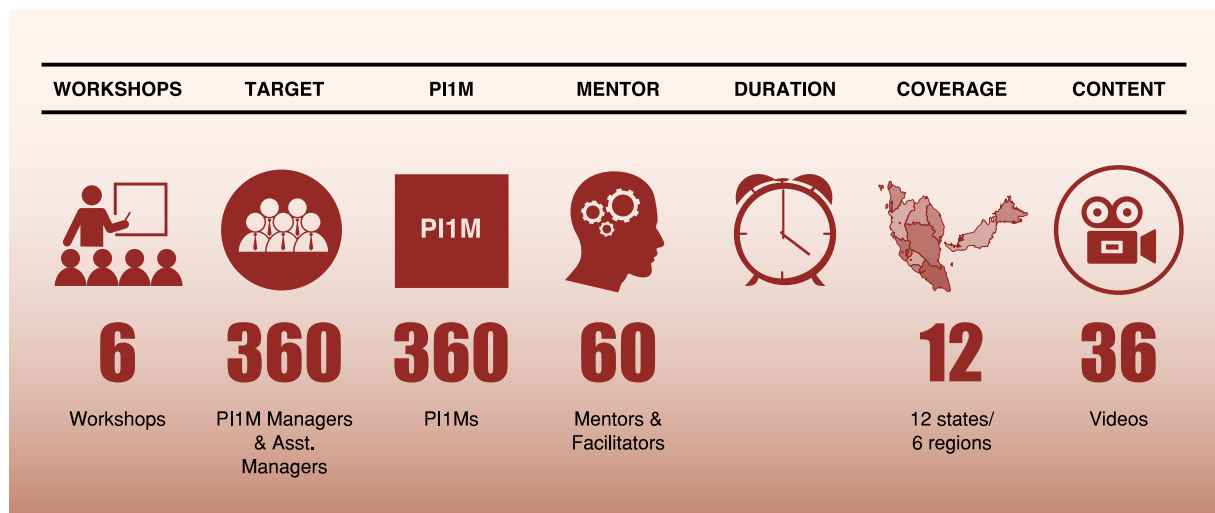 WORKSHOPS TARGET PI1M MENTOR DURATION COVERAGE CONTENT
PI1M
6 360 360 60 12 36
Workshops PI1M Managers PI1Ms Mentors & 12 states/ Videos
& Asst. Facilitators 6 regions
Managers